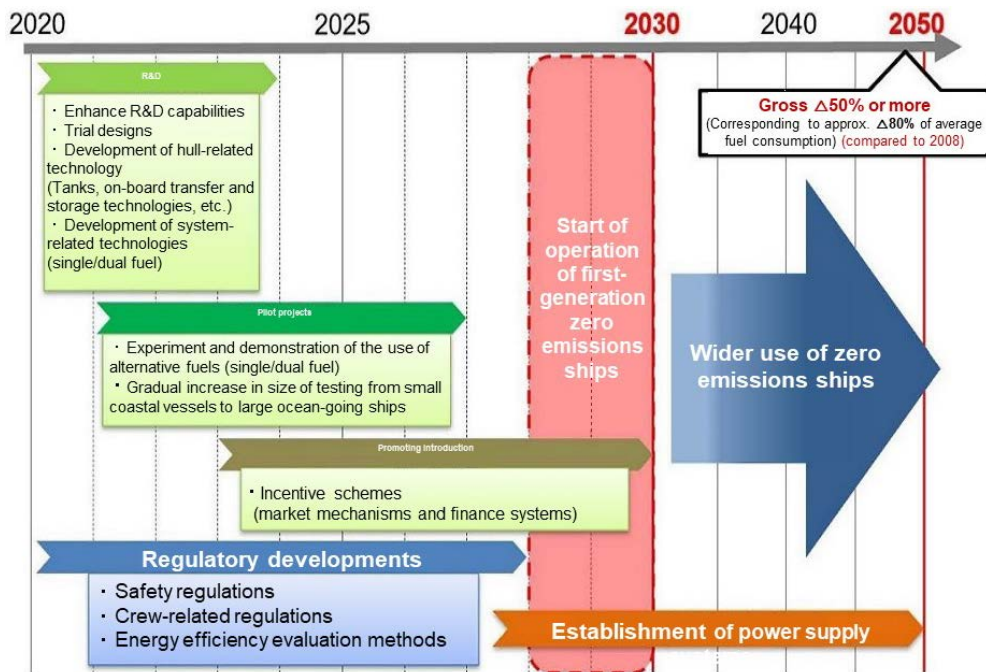 2020
2025
2030
2040
2050
Gross △50% or more
(Corresponding to approx. △80% of average
fuel consumption) (compared to 2008)
R&D
・Enhance R&D capabilities
・Trial designs
・Development of hull-related
technology
(Tanks, on-board transfer and
storage technologies, etc.)
・Development of system-
related technologies
(single/dual fuel)
Start of
operation
of first-
generation
zero
emissions
ships
Pilot projects
・Experiment and demonstration of the use of
alternative fuels (single/dual fuel)
・Gradual increase in size of testing from small
coastal vessels to large ocean-going ships
Wider use of zero
emissions ships
Promoting introduction
・Incentive schemes
(market mechanisms and finance systems)
Regulatory developments
・Safety regulations
・Crew-related regulations
・Energy efficiency evaluation methods
Establishment of power supply